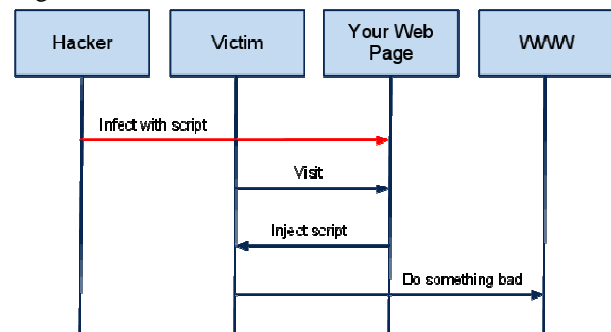 Hacker
Victim
Your Web
Page
WWW
Infect with script
Visit
Inject script
Do something bad